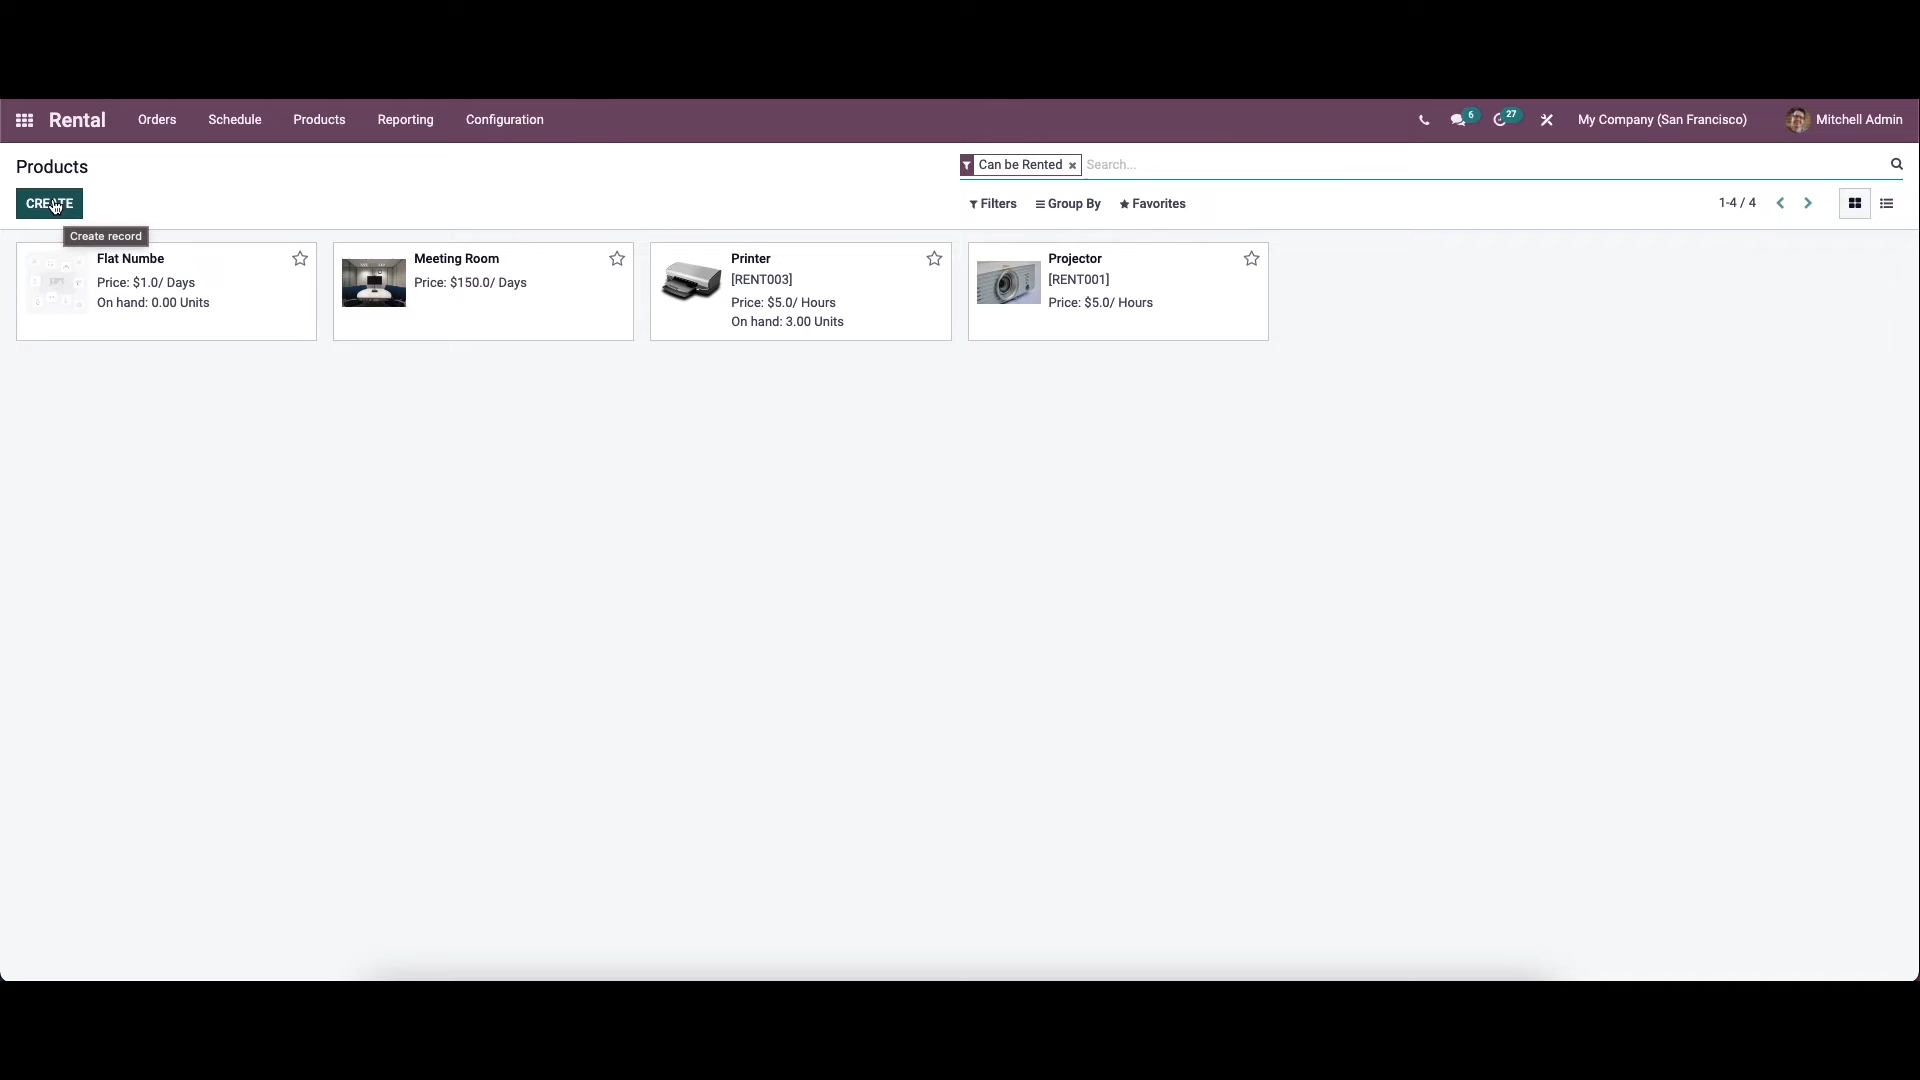 Rental Orders Schedule Products Reporting Configuration 6 27 My Company (San Francisco) Mitchell Admin
Products
Can be Rented × Search...
CREATE
Filters Group By Favorites 1-4 / 4
Create record
Flat Numbe
Price: $1.0/ Days
On hand: 0.00 Units
Meeting Room
Price: $150.0/ Days
Printer
[RENT003]
Price: $5.0/ Hours
On hand: 3.00 Units
Projector
[RENT001]
Price: $5.0/ Hours